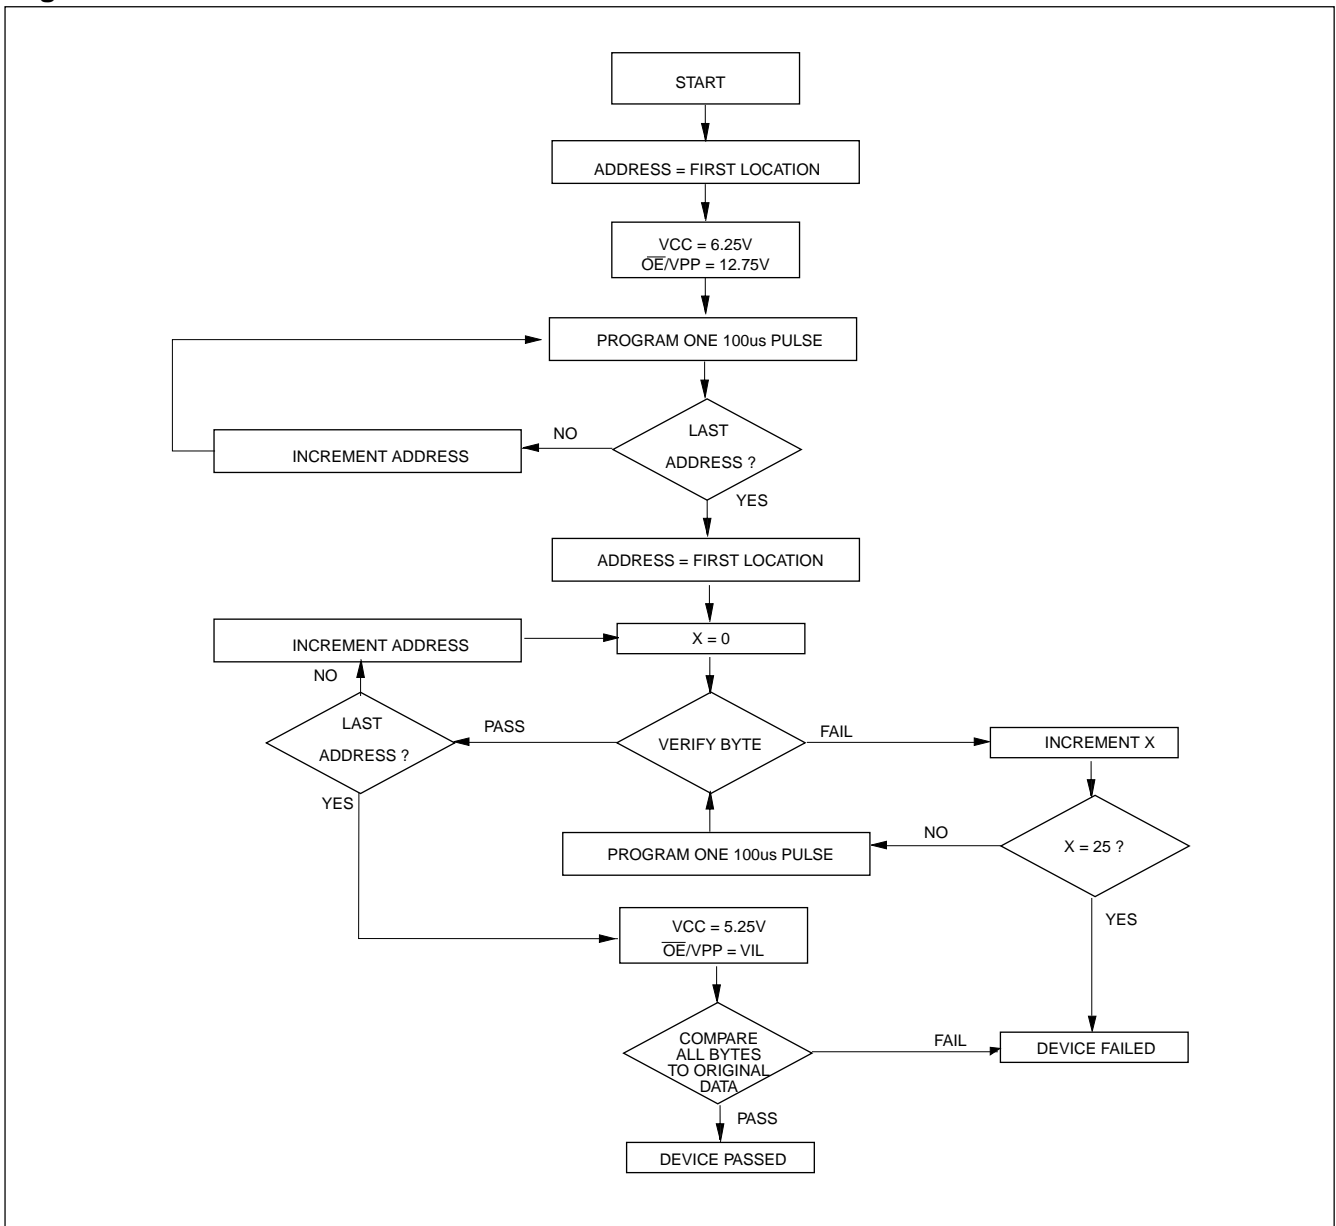 START
ADDRESS = FIRST LOCATION
VCC = 6.25V
OE/VPP = 12.75V
PROGRAM ONE 100us PULSE
LAST
ADDRESS ?
NO
INCREMENT ADDRESS
YES
ADDRESS = FIRST LOCATION
INCREMENT ADDRESS
X = 0
NO
LAST
ADDRESS ?
PASS
VERIFY BYTE
FAIL
INCREMENT X
YES
PROGRAM ONE 100us PULSE
NO
X = 25 ?
YES
VCC = 5.25V
OE/VPP = VIL
COMPARE
ALL BYTES
TO ORIGINAL
DATA
FAIL
DEVICE FAILED
PASS
DEVICE PASSED